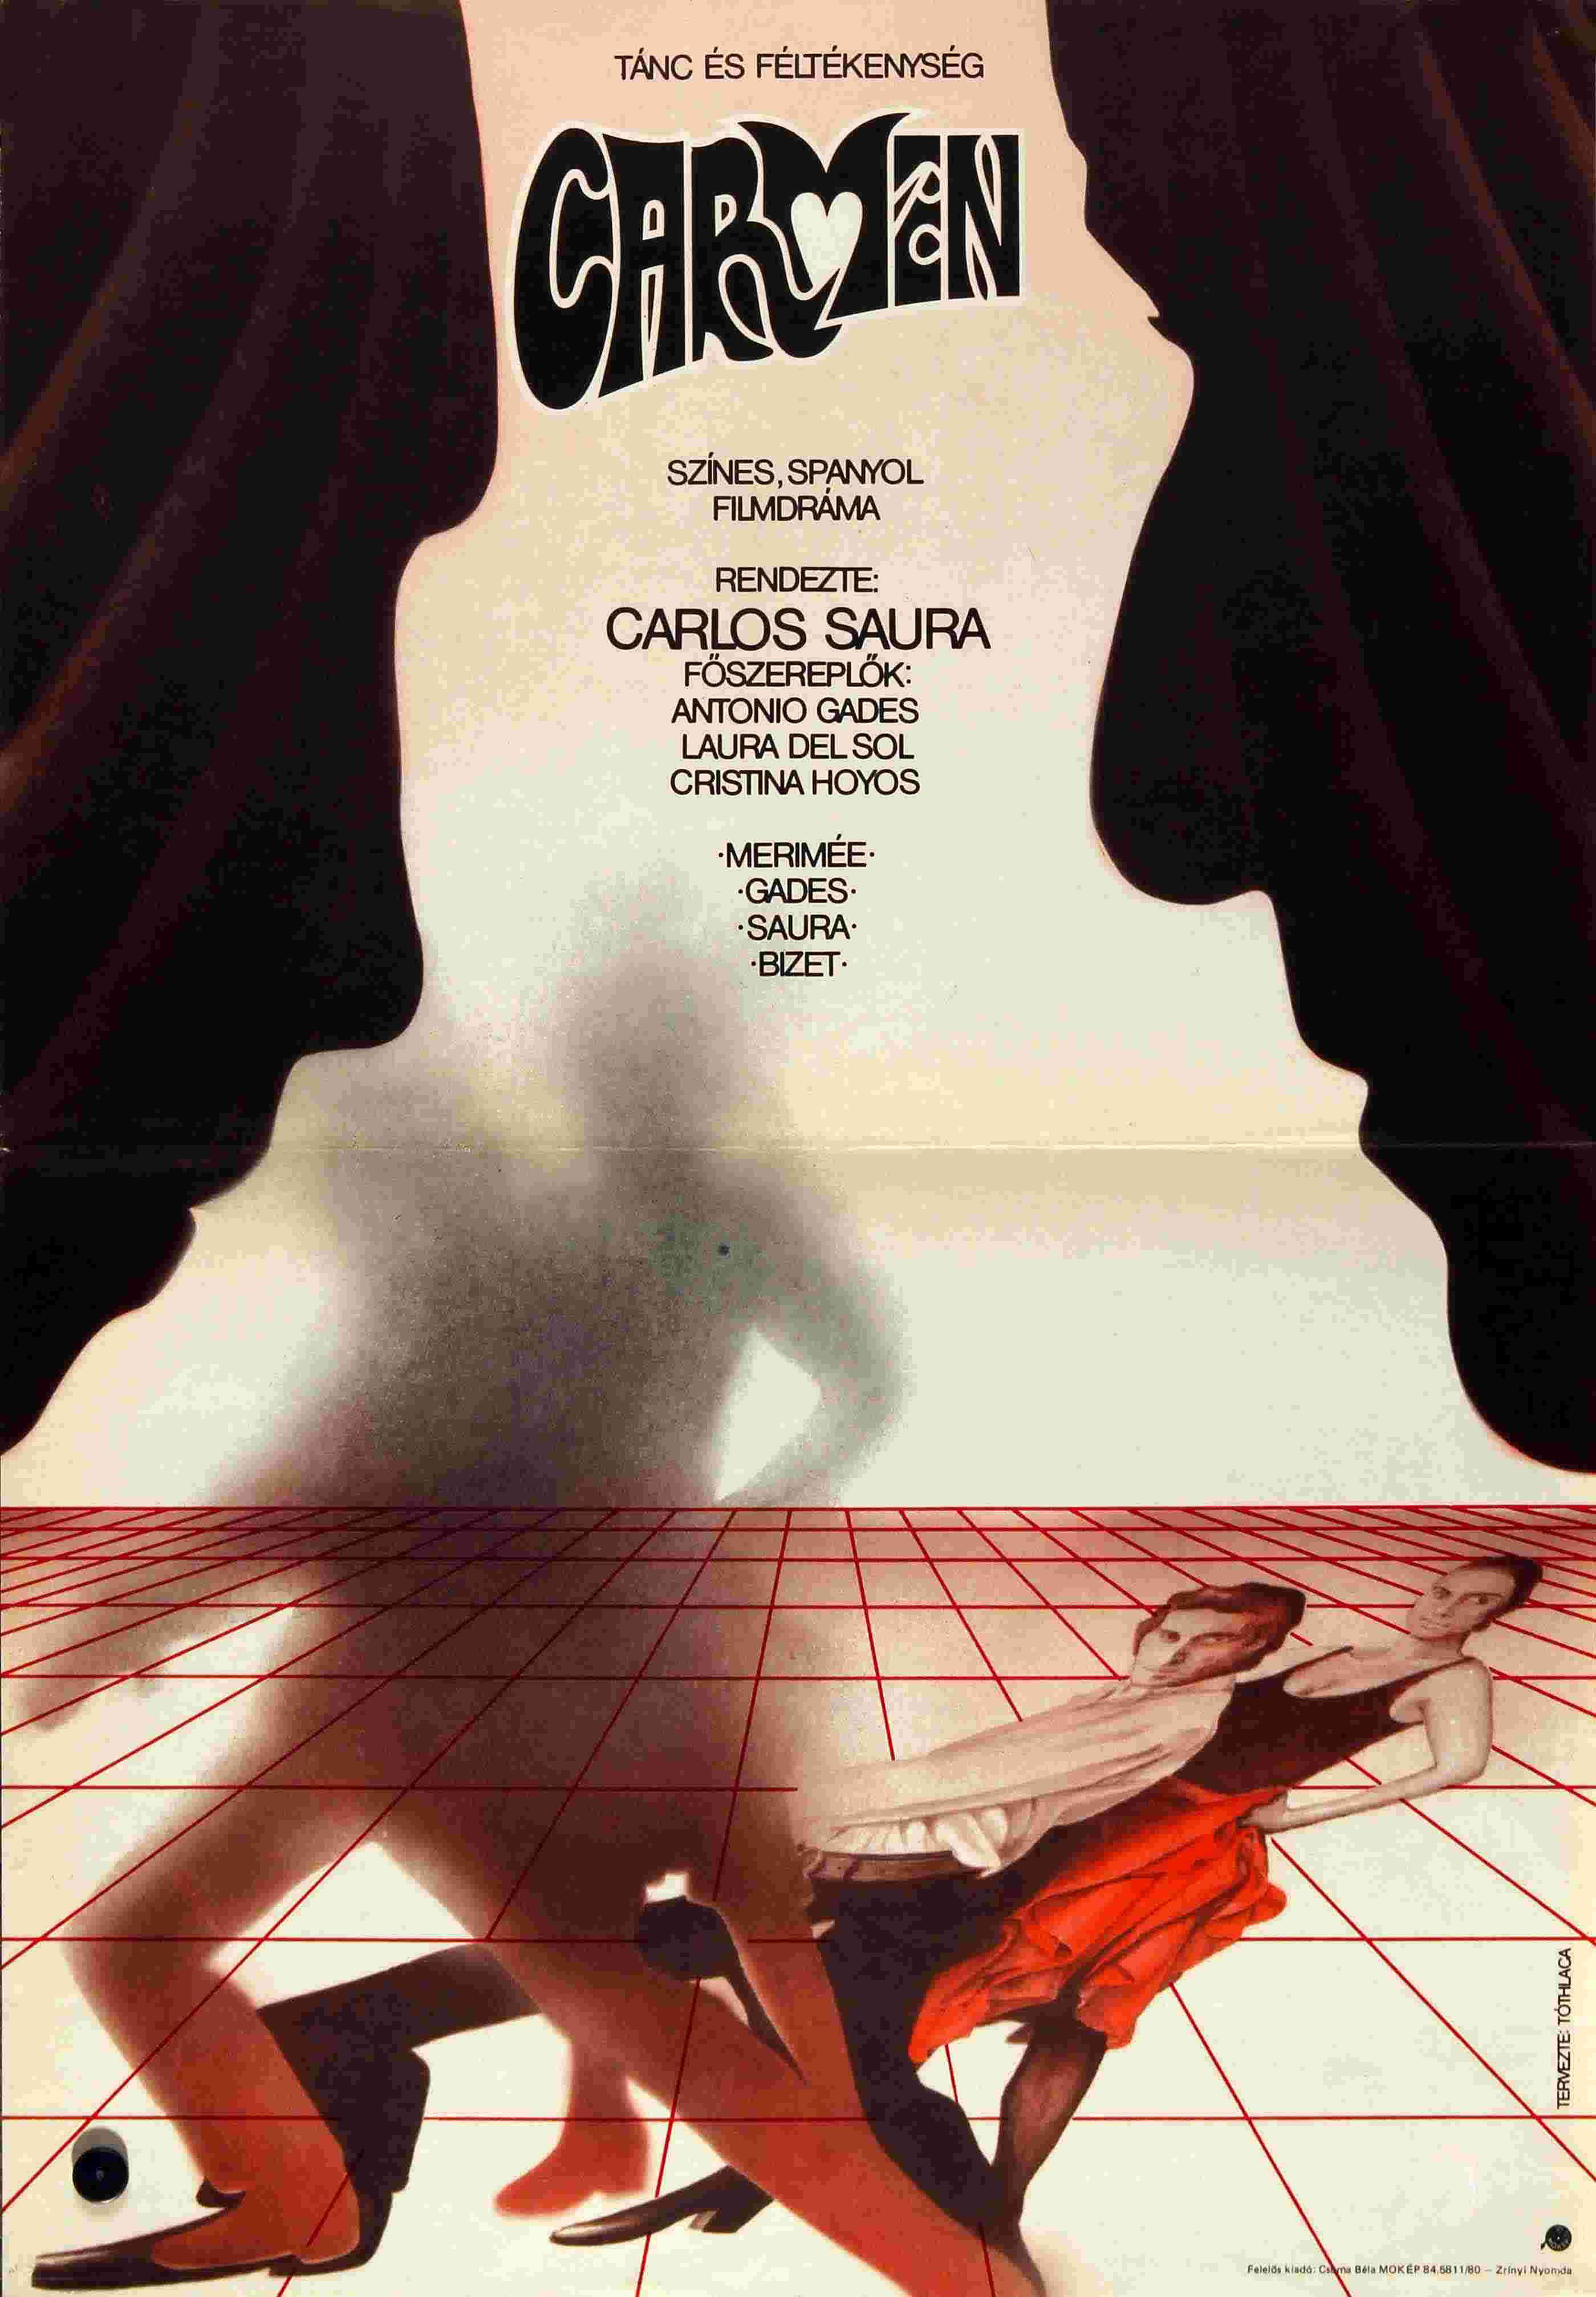 TÁNC ÉS FÉLTÉKENYSÉG
CARMEN
SZÍNES, SPANYOL
FILMDRÁMA
RENDEZTE:
CARLOS SAURA
FŐSZEREPLŐK:
ANTONIO GADES
LAURA DEL SOL
CRISTINA HOYOS
·MERIMÉE·
·GADES·
·SAURA·
·BIZET·
TERVEZTE: TÓTHLACA
Felelős kiadó: Csorna Béla MOKÉP 84.5811/80 — Zrínyi Nyomda